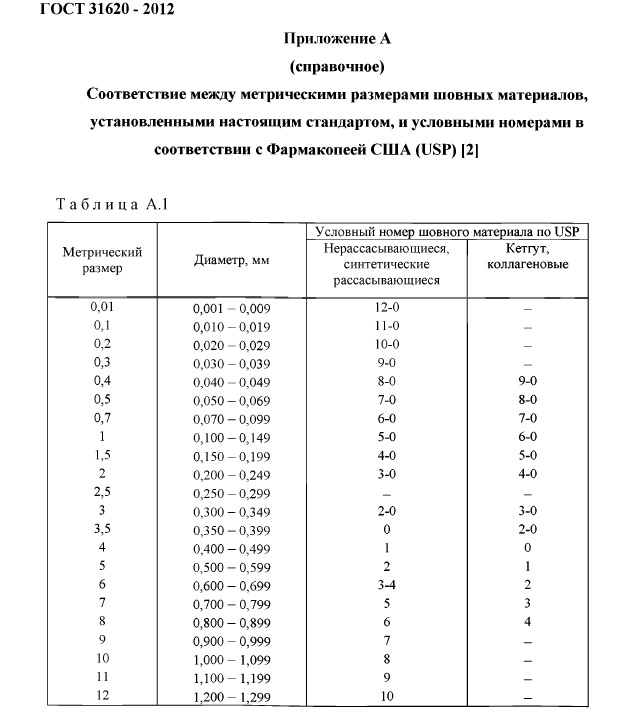 ГОСТ 31620 - 2012
Приложение А
(справочное)
Соответствие между метрическими размерами шовных материалов,
установленными настоящим стандартом, и условными номерами в
соответствии с Фармакопеей США (USP) [2]
Таблица А.1
Метрический размер | Диаметр, мм | Условный номер шовного материала по USP
Нерассасывающиеся, синтетические рассасывающиеся | Кетгут, коллагеновые
0,01 | 0,001 – 0,009 | 12-0 | –
0,1 | 0,010 – 0,019 | 11-0 | –
0,2 | 0,020 – 0,029 | 10-0 | –
0,3 | 0,030 – 0,039 | 9-0 | –
0,4 | 0,040 – 0,049 | 8-0 | 9-0
0,5 | 0,050 – 0,069 | 7-0 | 8-0
0,7 | 0,070 – 0,099 | 6-0 | 7-0
1 | 0,100 – 0,149 | 5-0 | 6-0
1,5 | 0,150 – 0,199 | 4-0 | 5-0
2 | 0,200 – 0,249 | 3-0 | 4-0
2,5 | 0,250 – 0,299 | – | –
3 | 0,300 – 0,349 | 2-0 | 3-0
3,5 | 0,350 – 0,399 | 0 | 2-0
4 | 0,400 – 0,499 | 1 | 0
5 | 0,500 – 0,599 | 2 | 1
6 | 0,600 – 0,699 | 3-4 | 2
7 | 0,700 – 0,799 | 5 | 3
8 | 0,800 – 0,899 | 6 | 4
9 | 0,900 – 0,999 | 7 | –
10 | 1,000 – 1,099 | 8 | –
11 | 1,100 – 1,199 | 9 | –
12 | 1,200 – 1,299 | 10 | –